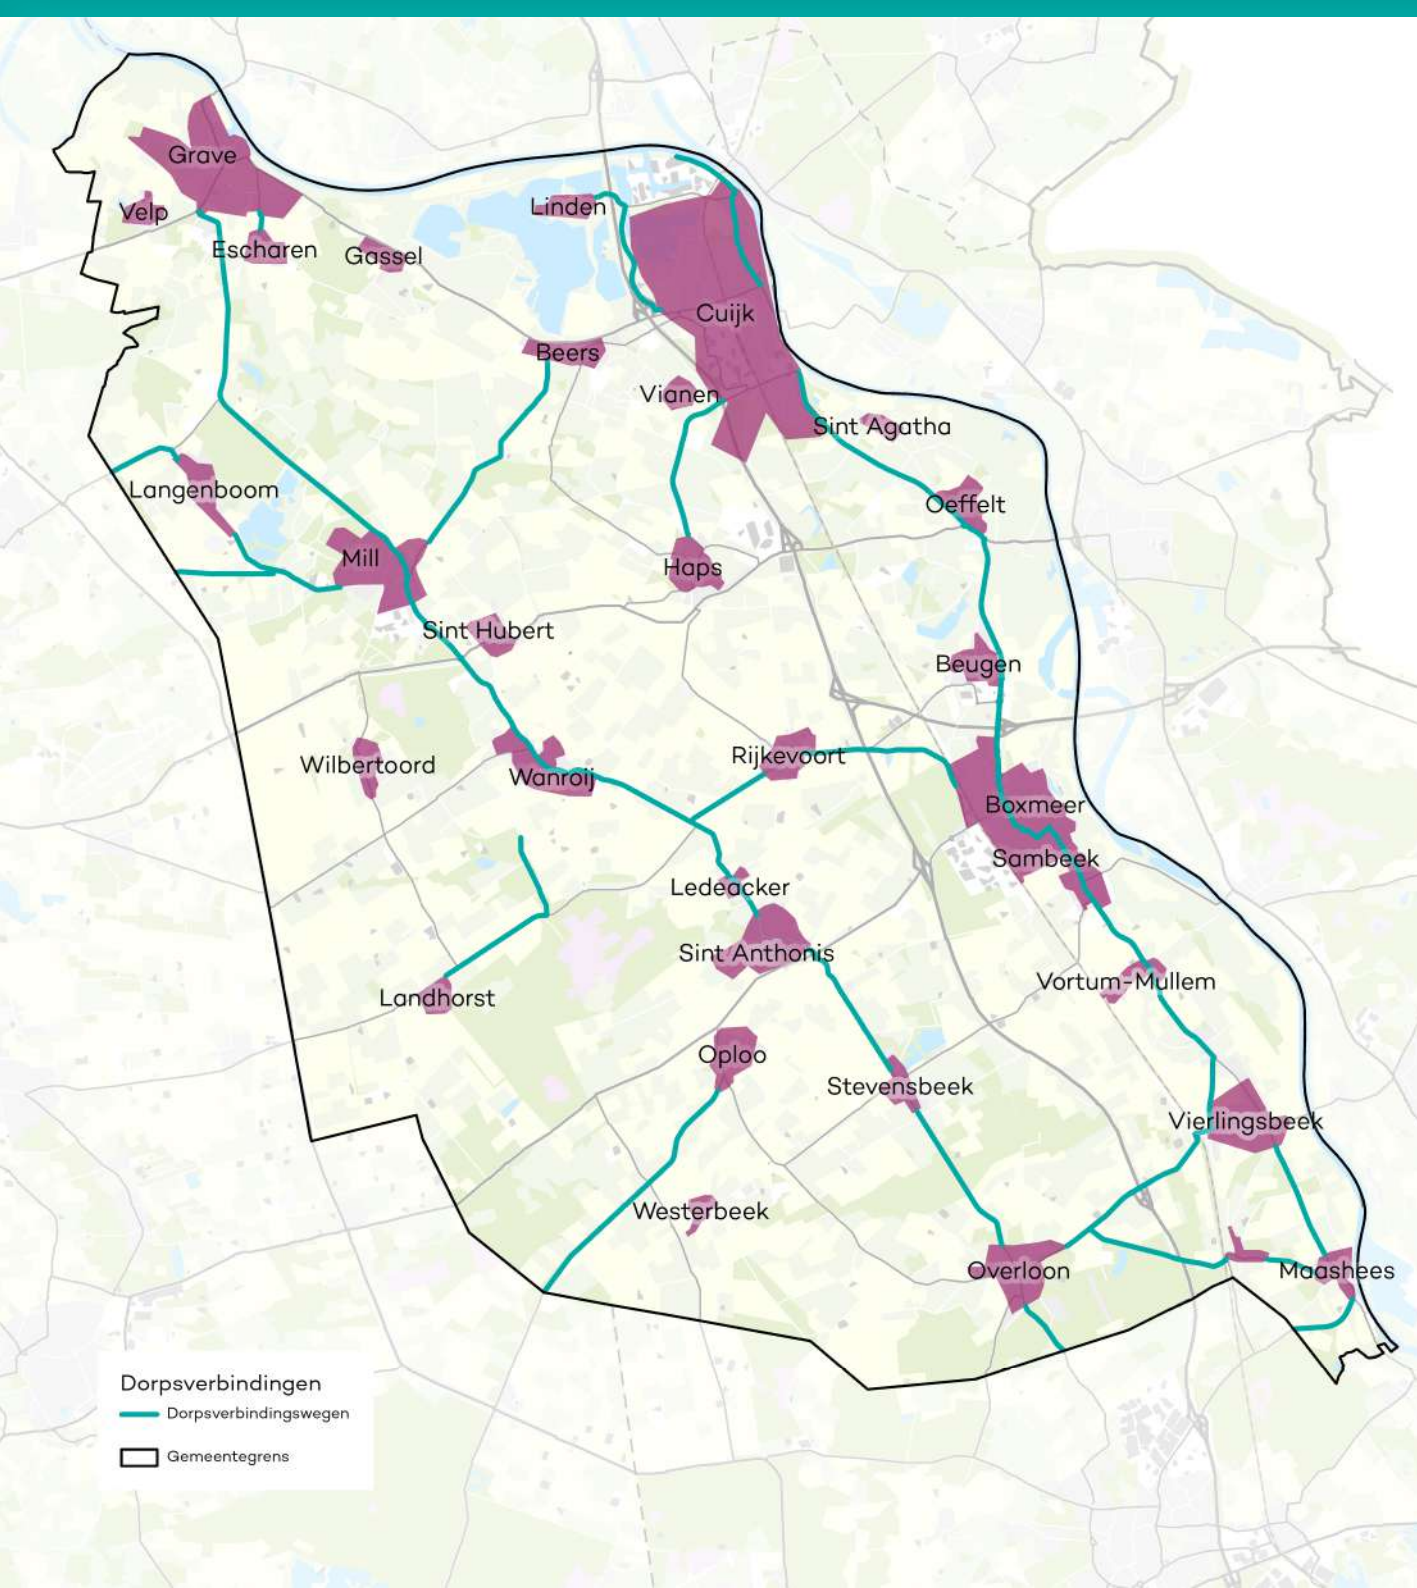 Grave
Velp
Linden
Escharen
Gassel
Cuijk
Beers
Vianen
Sint Agatha
Langenboom
Oeffelt
Mill
Haps
Sint Hubert
Beugen
Rijkevoort
Wilbertoord
Wanroij
Boxmeer
Sambeek
Ledeacker
Sint Anthonis
Vortum-Mullem
Landhorst
Oploo
Stevensbeek
Vierlingsbeek
Westerbeek
Overloon
Maashees
Dorpsverbindingen
Dorpsverbindingswegen
Gemeentegrens